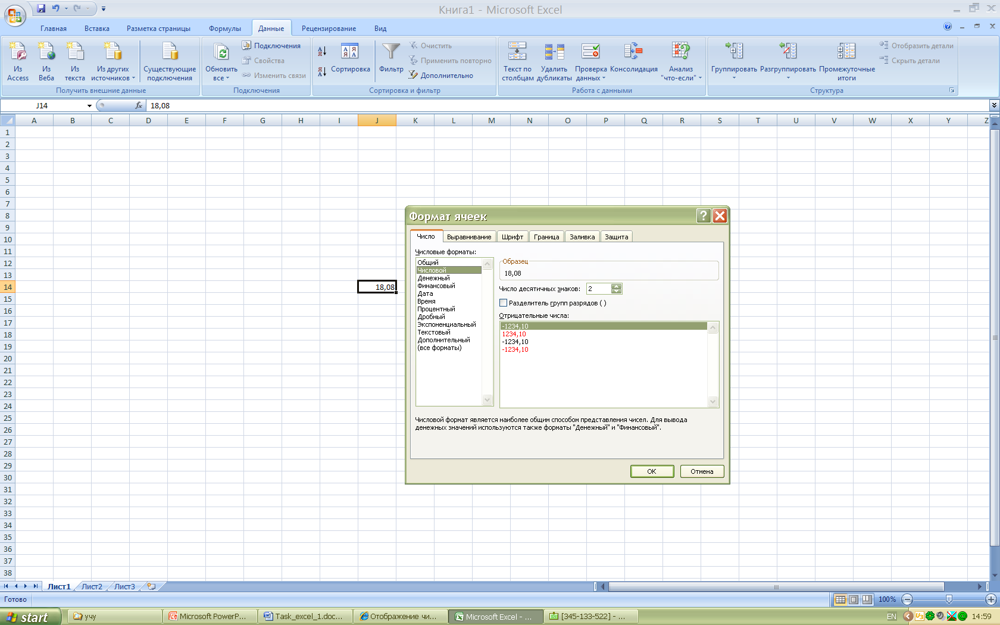 Книга1 - Microsoft Excel
Главная Вставка Разметка страницы Формулы Данные Рецензирование Вид
Из Access
Из Веба
Из текста
Из других источников
Существующие подключения
Получить внешние данные
Обновить все
Подключения
Свойства
Изменить связи
Подключения
Сортировка
Фильтр
Очистить
Применить повторно
Дополнительно
Сортировка и фильтр
Текст по столбцам
Удалить дубликаты
Проверка данных
Консолидация
Анализ "что-если"
Работа с данными
Группировать
Разгруппировать
Промежуточные итоги
Отобразить детали
Скрыть детали
Структура
J14 fx 18,08
A B C D E F G H I J K L M N O P Q R S T U V W X Y Z
1
2
3
4
5
6
7
8
9
10
11
12
13
14 18,08
15
16
17
18
19
20
21
22
23
24
25
26
27
28
29
30
31
32
33
34
35
36
37
38
Формат ячеек
Число Выравнивание Шрифт Граница Заливка Защита
Числовые форматы:
Общий
Числовой
Денежный
Финансовый
Дата
Время
Процентный
Дробный
Экспоненциальный
Текстовый
Дополнительный
(все форматы)
Образец
18,08
Число десятичных знаков: 2
Разделитель групп разрядов ( )
Отрицательные числа:
-1234,10
1234,10
-1234,10
-1234,10
Числовой формат является наиболее общим способом представления чисел. Для вывода
денежных значений используются также форматы "Денежный" и "Финансовый".
ОК Отмена
Лист1 Лист2 Лист3
Готово 100%
start учу Microsoft PowerP... Task_excel_1.doc... Отображение чи... Microsoft Excel - ... [345-133-522] - ... EN 14:59